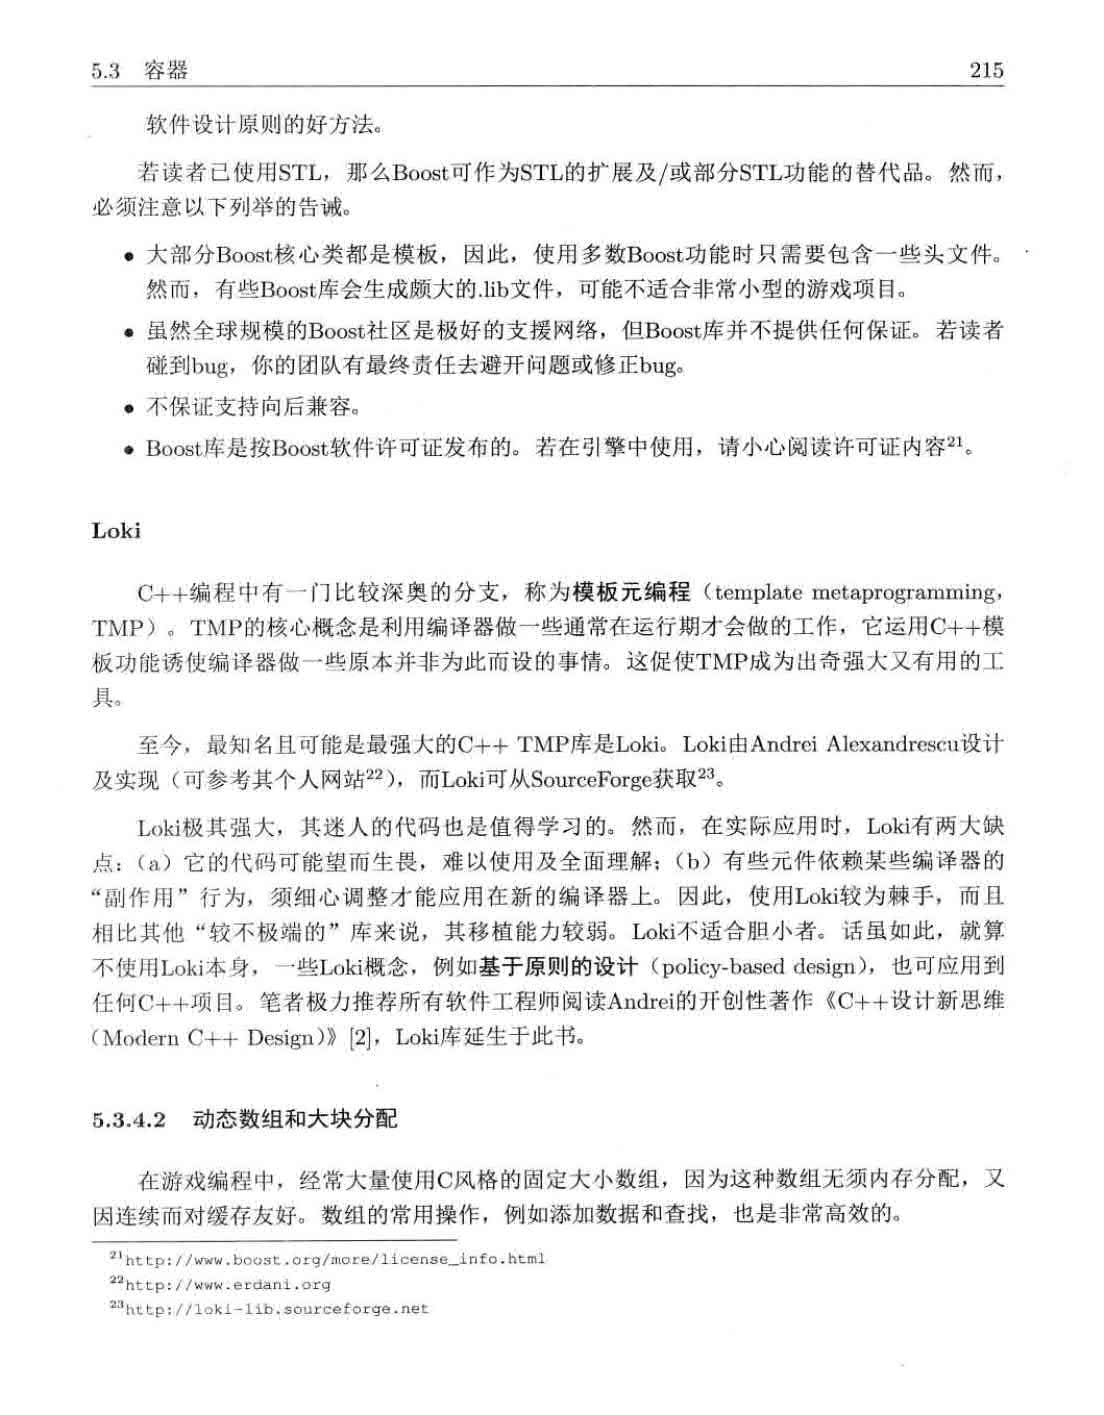 5.3 容器 215
软件设计原则的好方法。
若读者已使用STL，那么Boost可作为STL的扩展及/或部分STL功能的替代品。然而，
必须注意以下列举的告诫。
• 大部分Boost核心类都是模板，因此，使用多数Boost功能时只需要包含一些头文件。
然而，有些Boost库会生成颇大的.lib文件，可能不适合非常小型的游戏项目。
• 虽然全球规模的Boost社区是极好的支援网络，但Boost库并不提供任何保证。若读者
碰到bug，你的团队有最终责任去避开问题或修正bug。
• 不保证支持向后兼容。
• Boost库是按Boost软件许可证发布的。若在引擎中使用，请小心阅读许可证内容²¹。
Loki
C++编程中有一门比较深奥的分支，称为模板元编程（template metaprogramming，
TMP）。TMP的核心概念是利用编译器做一些通常在运行期才会做的工作，它运用C++模
板功能诱使编译器做一些原本并非为此而设的事情。这促使TMP成为出奇强大又有用的工
具。
至今，最知名且可能是最强大的C++ TMP库是Loki。Loki由Andrei Alexandrescu设计
及实现（可参考其个人网站²²），而Loki可从SourceForge获取²³。
Loki极其强大，其迷人的代码也是值得学习的。然而，在实际应用时，Loki有两大缺
点：（a）它的代码可能望而生畏，难以使用及全面理解；（b）有些元件依赖某些编译器的
“副作用”行为，须细心调整才能应用在新的编译器上。因此，使用Loki较为棘手，而且
相比其他“较不极端的”库来说，其移植能力较弱。Loki不适合胆小者。话虽如此，就算
不使用Loki本身，一些Loki概念，例如基于原则的设计（policy-based design），也可应用到
任何C++项目。笔者极力推荐所有软件工程师阅读Andrei的开创性著作《C++设计新思维
（Modern C++ Design）》[2]，Loki库延生于此书。
5.3.4.2 动态数组和大块分配
在游戏编程中，经常大量使用C风格的固定大小数组，因为这种数组无须内存分配，又
因连续而对缓存友好。数组的常用操作，例如添加数据和查找，也是非常高效的。
²¹http://www.boost.org/more/license_info.html
²²http://www.erdani.org
²³http://loki-lib.sourceforge.net